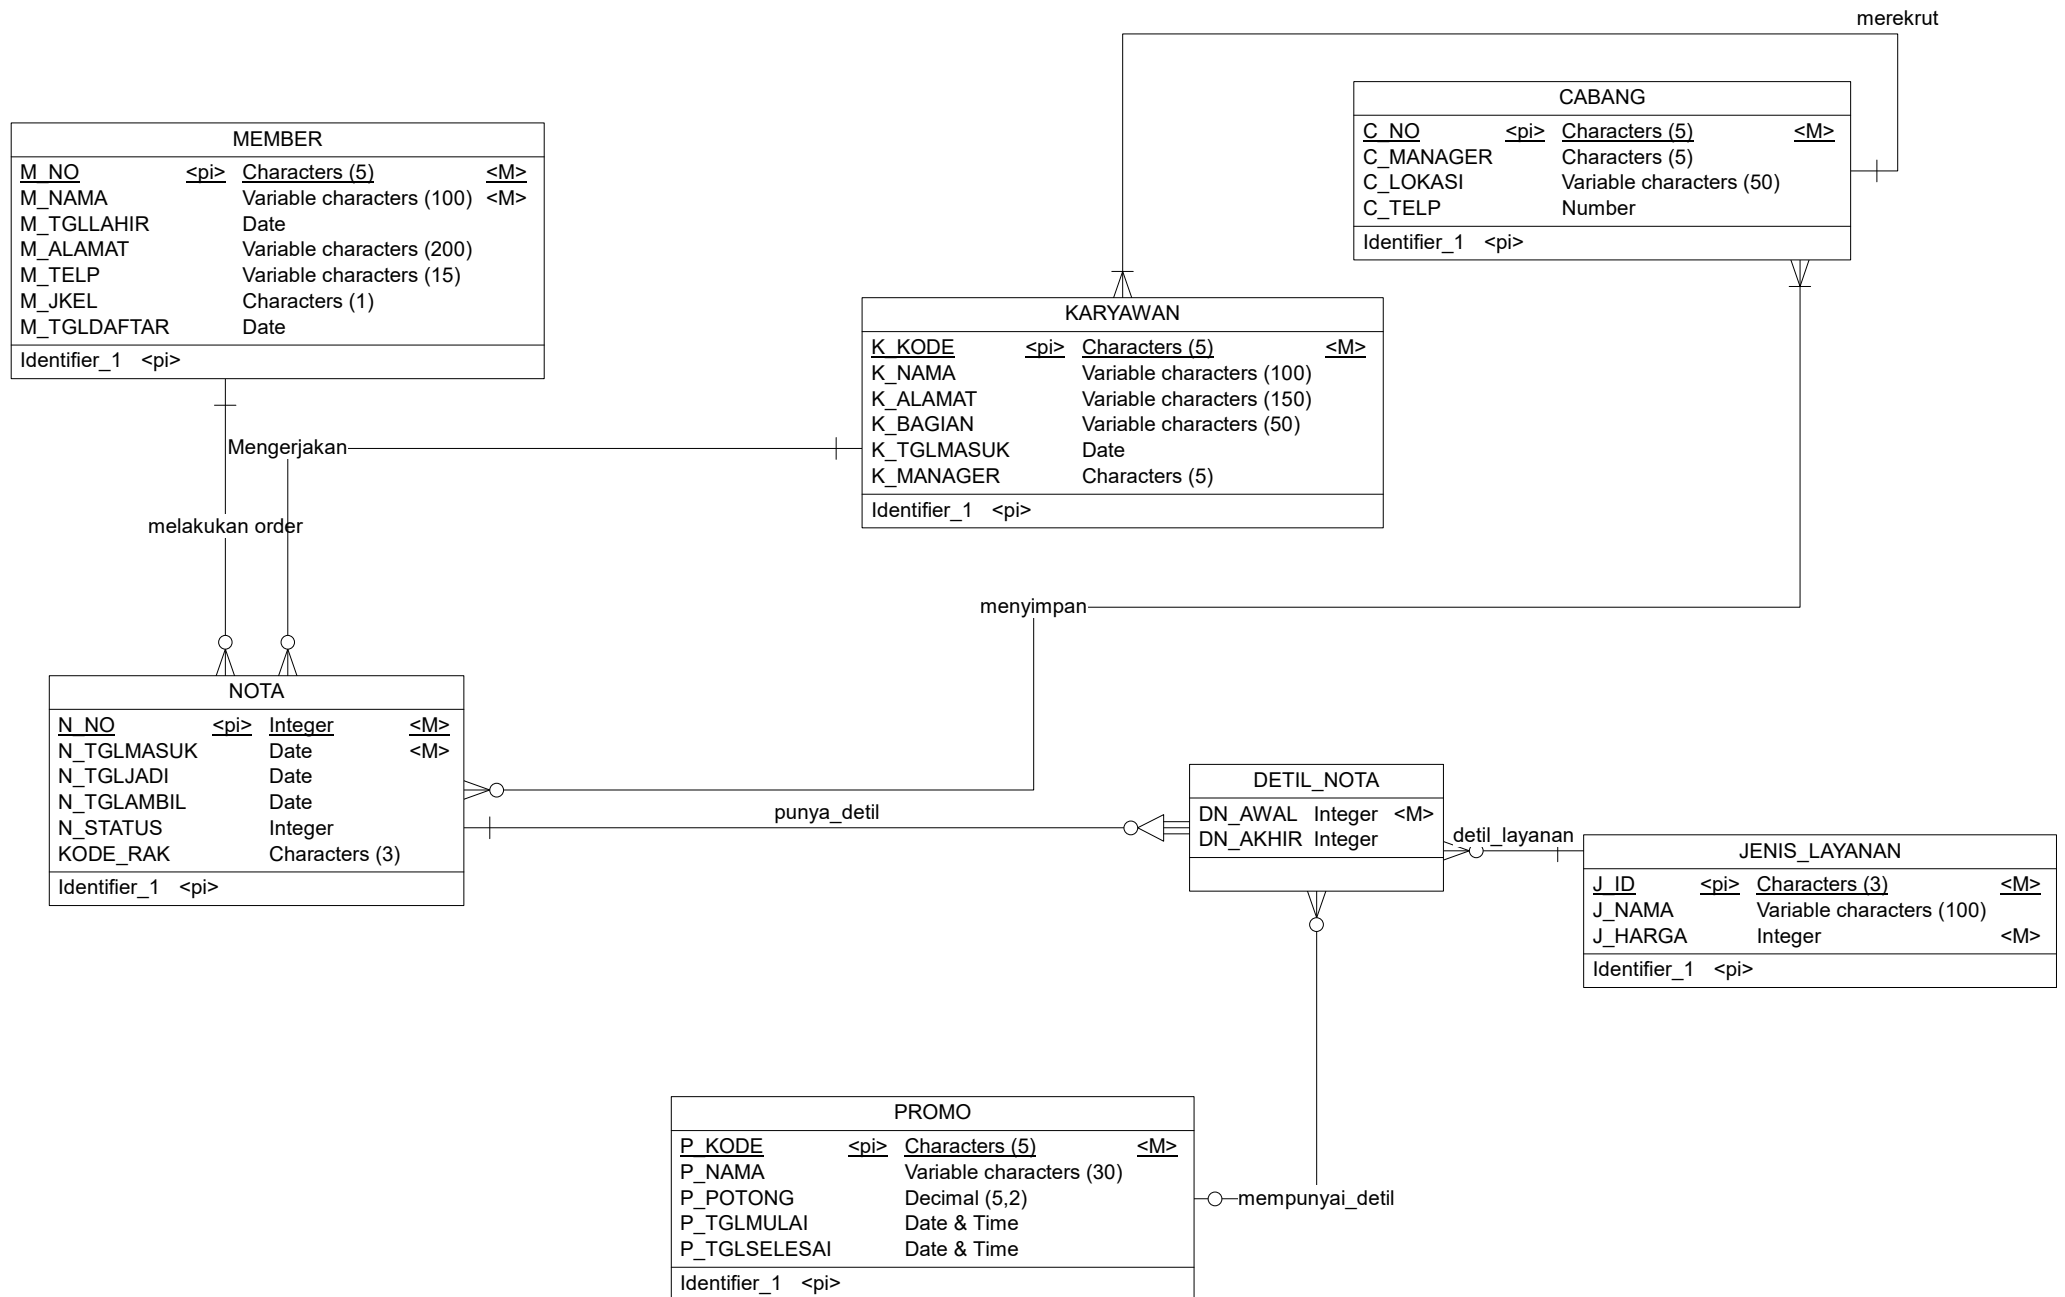 merekrut
CABANG
C_NO <pi> Characters (5) <M>
C_MANAGER Characters (5)
C_LOKASI Variable characters (50)
C_TELP Number
Identifier_1 <pi>
MEMBER
M_NO <pi> Characters (5) <M>
M_NAMA Variable characters (100) <M>
M_TGLLAHIR Date
M_ALAMAT Variable characters (200)
M_TELP Variable characters (15)
M_JKEL Characters (1)
M_TGLDAFTAR Date
Identifier_1 <pi>
KARYAWAN
K_KODE <pi> Characters (5) <M>
K_NAMA Variable characters (100)
K_ALAMAT Variable characters (150)
K_BAGIAN Variable characters (50)
K_TGLMASUK Date
K_MANAGER Characters (5)
Identifier_1 <pi>
Mengerjakan
melakukan order
menyimpan
NOTA
N_NO <pi> Integer <M>
N_TGLMASUK Date <M>
N_TGLJADI Date
N_TGLAMBIL Date
N_STATUS Integer
KODE_RAK Characters (3)
Identifier_1 <pi>
punya_detil
DETIL_NOTA
DN_AWAL Integer <M>
DN_AKHIR Integer
detil_layanan
JENIS_LAYANAN
J_ID <pi> Characters (3) <M>
J_NAMA Variable characters (100)
J_HARGA Integer <M>
Identifier_1 <pi>
PROMO
P_KODE <pi> Characters (5) <M>
P_NAMA Variable characters (30)
P_POTONG Decimal (5,2)
P_TGLMULAI Date & Time
P_TGLSELESAI Date & Time
Identifier_1 <pi>
mempunyai_detil